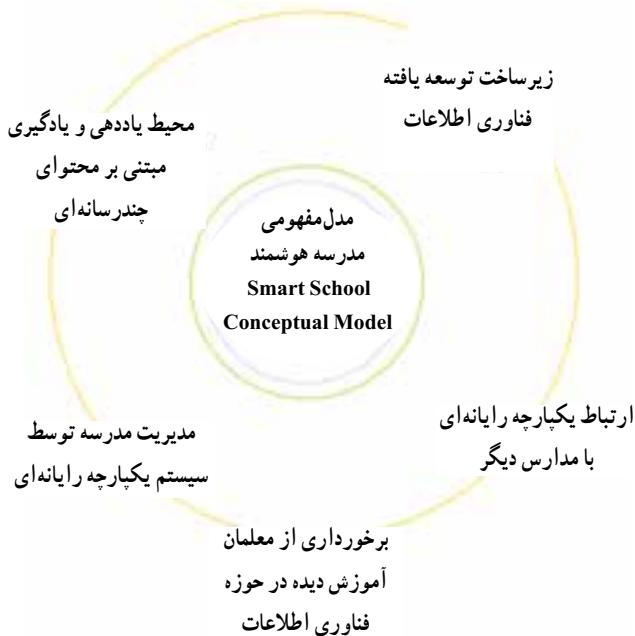 زیرساخت توسعه یافته
فناوری اطلاعات
محیط یاددهی و یادگیری
مبتنی بر محتوای
چندرسانه‌ای
مدل‌مفهومی
مدرسه هوشمند
Smart School
Conceptual Model
ارتباط یکپارچه رایانه‌ای
با مدارس دیگر
مدیریت مدرسه توسط
سیستم یکپارچه رایانه‌ای
برخورداری از معلمان
آموزش دیده در حوزه
فناوری اطلاعات